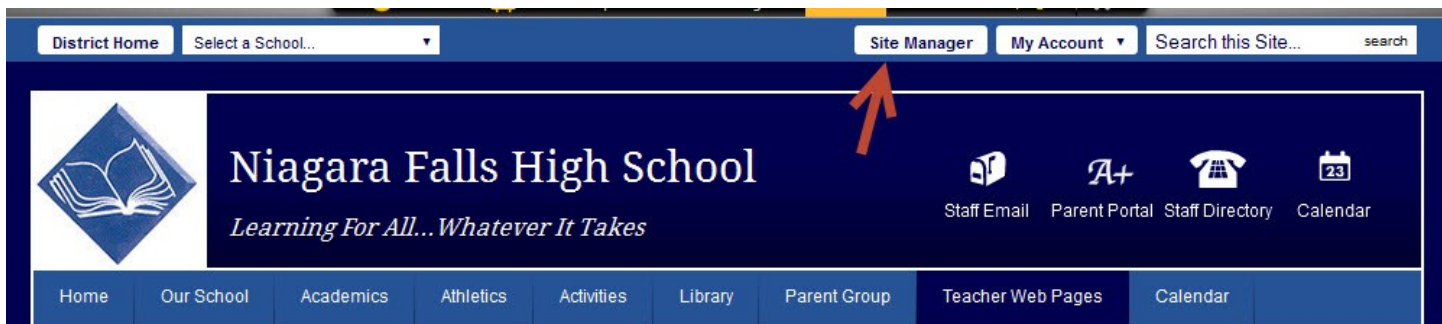 District Home Select a School... Site Manager My Account Search this Site... search
Niagara Falls High School
Learning For All...Whatever It Takes
A+
23
Staff Email Parent Portal Staff Directory Calendar
Home Our School Academics Athletics Activities Library Parent Group Teacher Web Pages Calendar